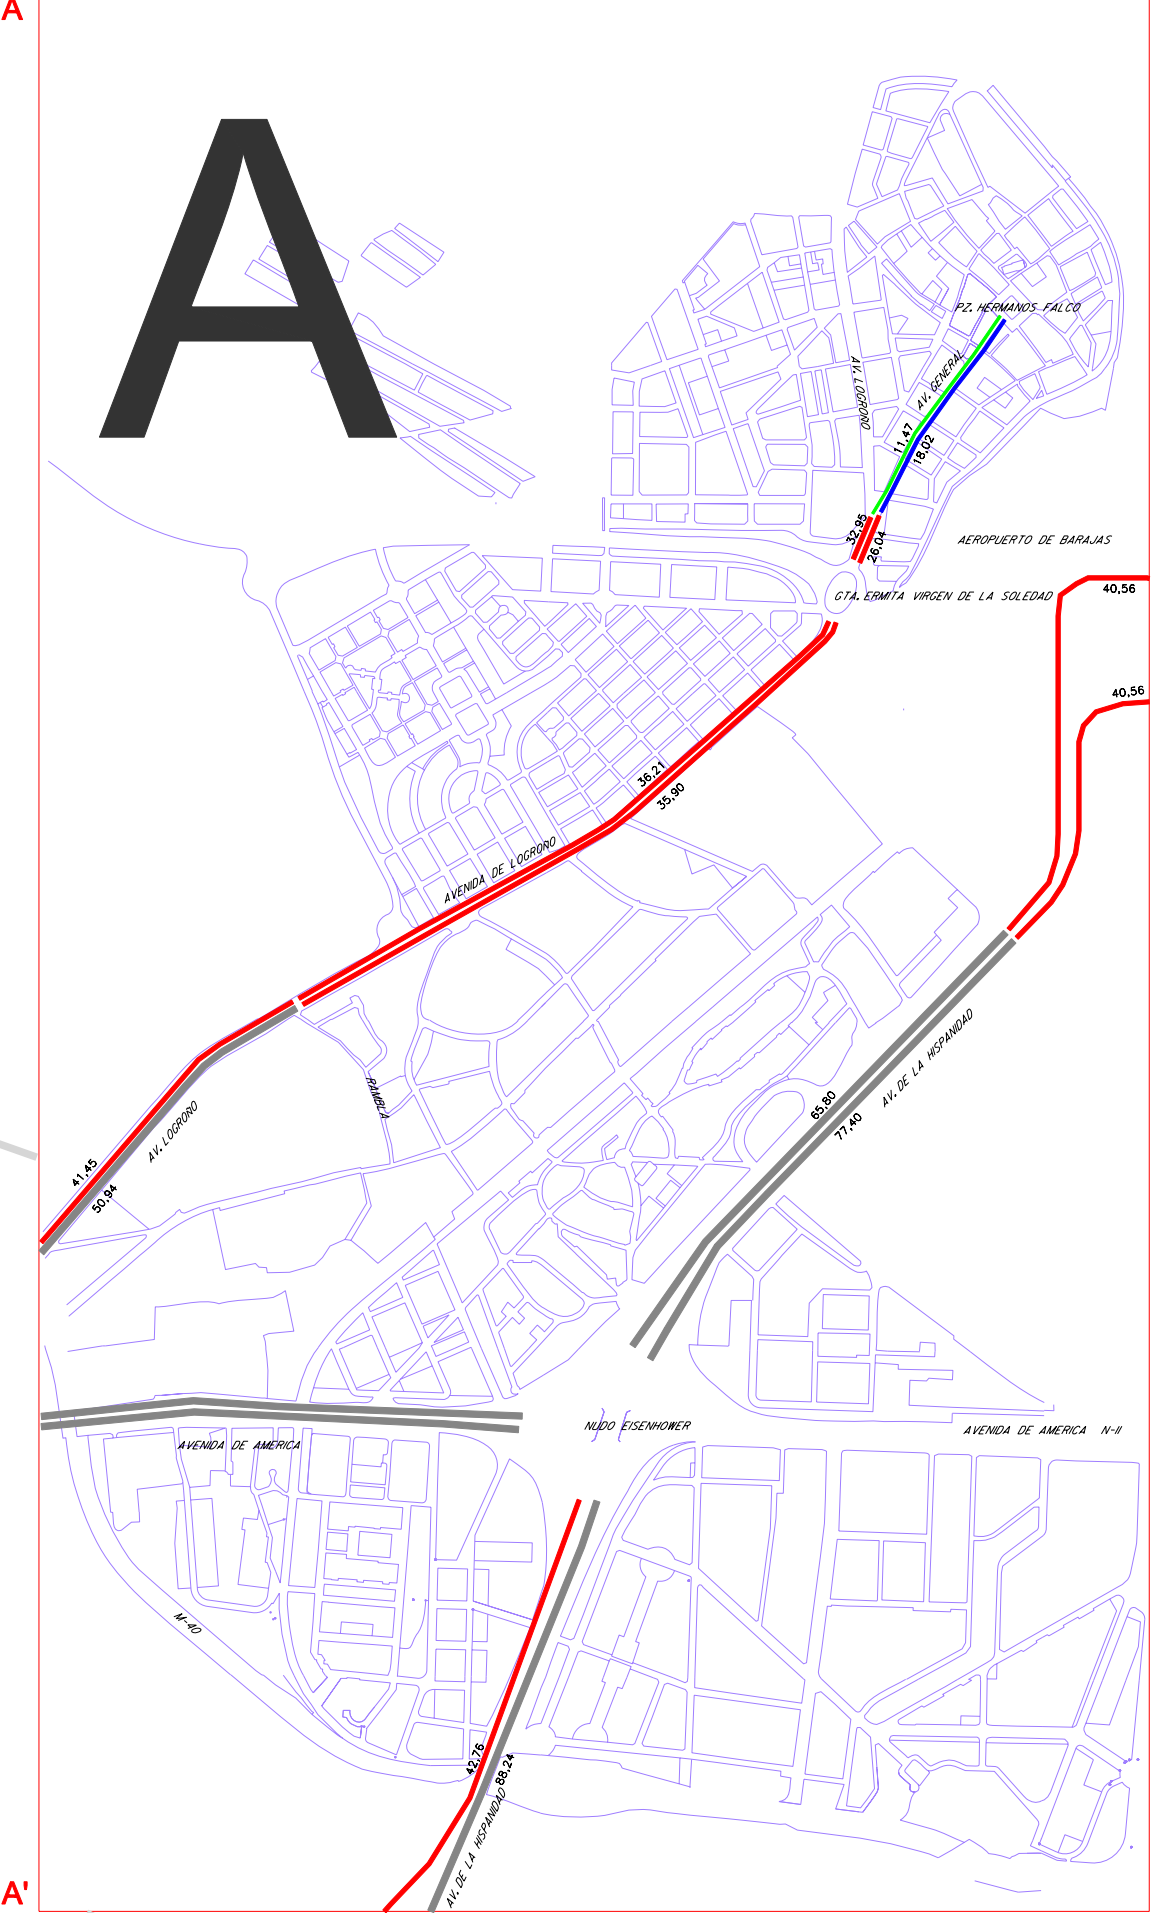 A
A
PZ. HERMANOS FALCO
AV. LOGROÑO
AV. GENERAL
11,47
18,02
32,95
26,04
AEROPUERTO DE BARAJAS
40,56
GTA. ERMITA VIRGEN DE LA SOLEDAD
40,56
36,21
35,90
AVENIDA DE LOGROÑO
AV. DE LA HISPANIDAD
RAMBLA
65,80
77,40
AV. LOGROÑO
41,45
50,94
NUDO EISENHOWER
AVENIDA DE AMERICA N-II
AVENIDA DE AMERICA
M-40
42,76
88,24
AV. DE LA HISPANIDAD
A'